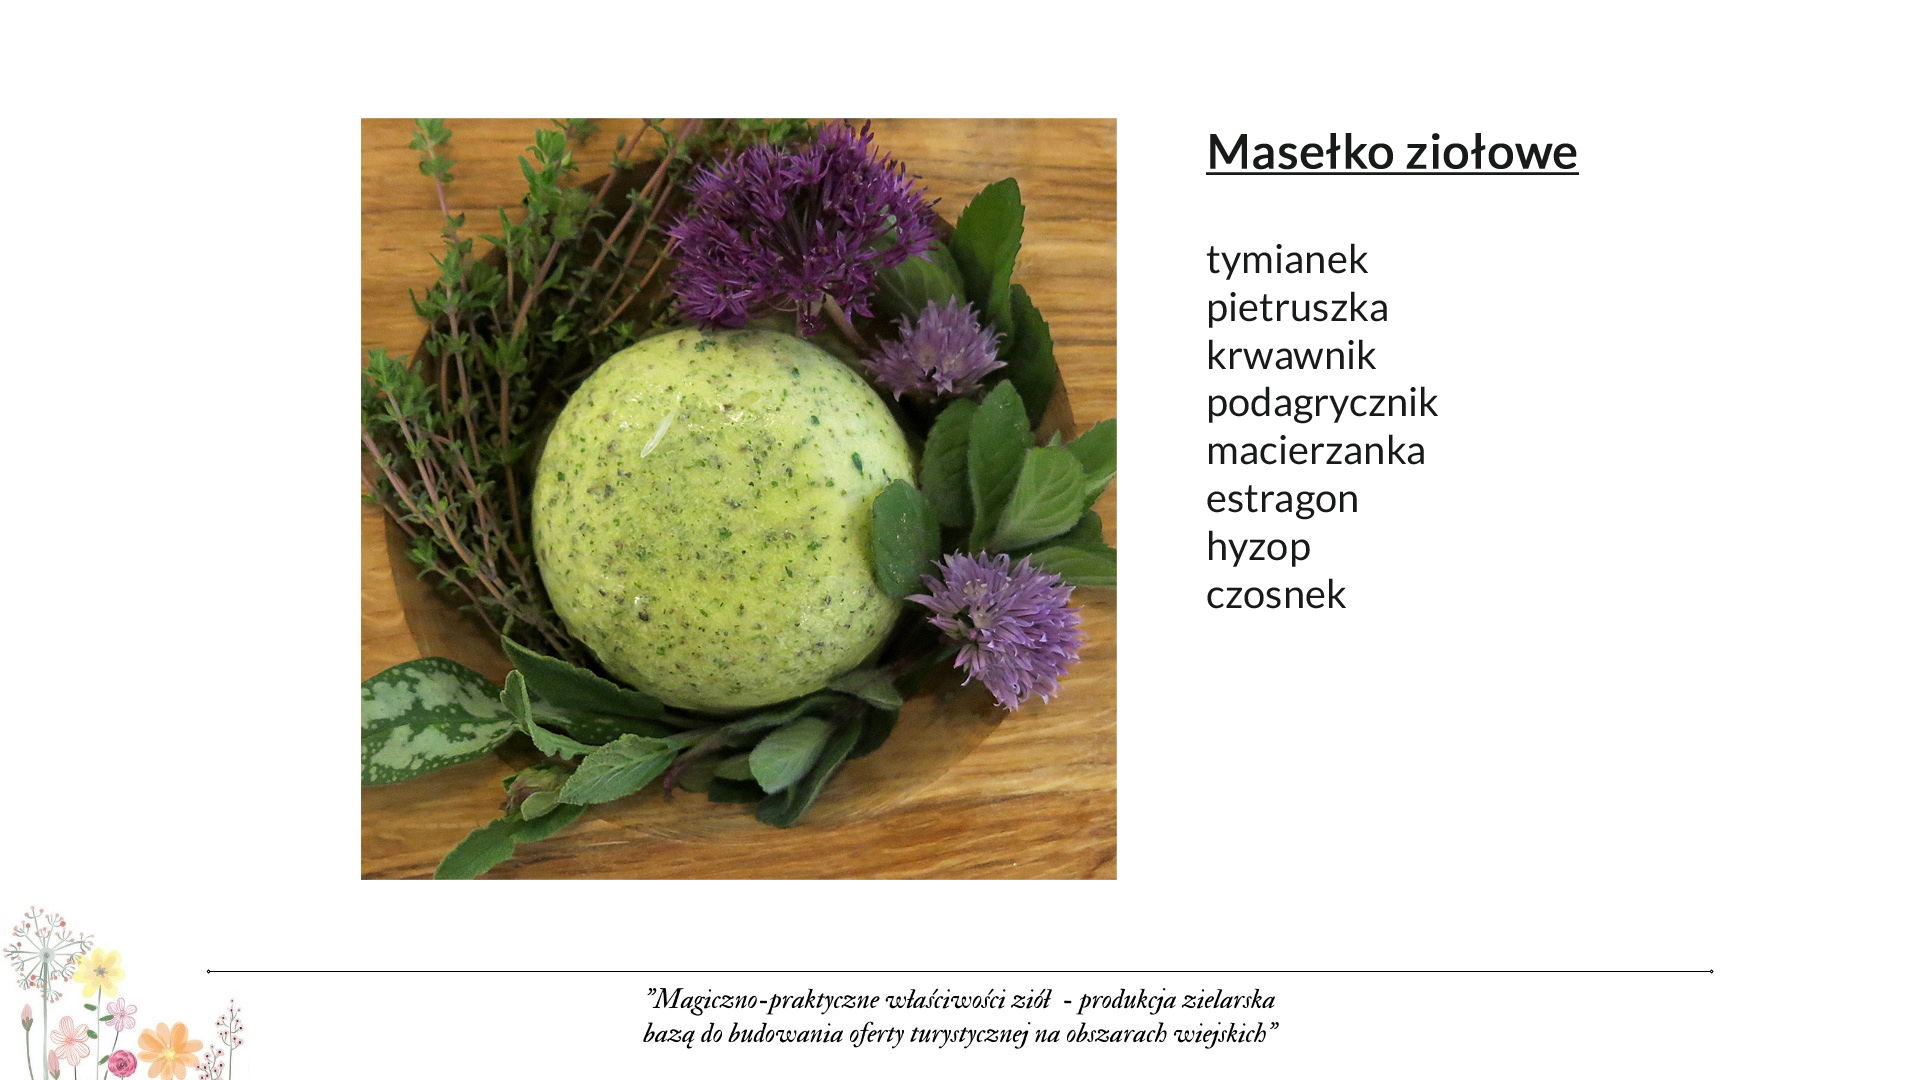 Masełko ziołowe
tymianek
pietruszka
krwawnik
podagrycznik
macierzanka
estragon
hyzop
czosnek
”Magiczno-praktyczne właściwości ziół - produkcja zielarska
bazą do budowania oferty turystycznej na obszarach wiejskich”